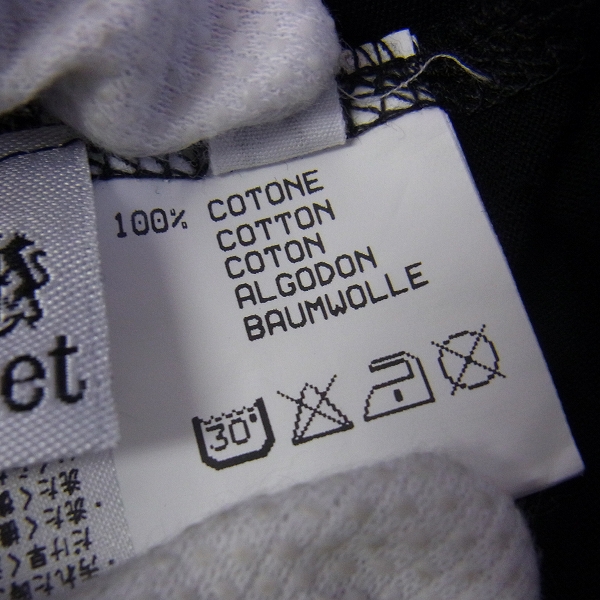 100% COTONE
COTTON
COTON
ALGODON
BAUMWOLLE
30°
et